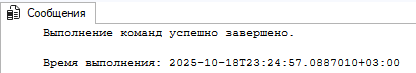 Сообщения
Выполнение команд успешно завершено.
Время выполнения: 2025-10-18T23:24:57.0887010+03:00